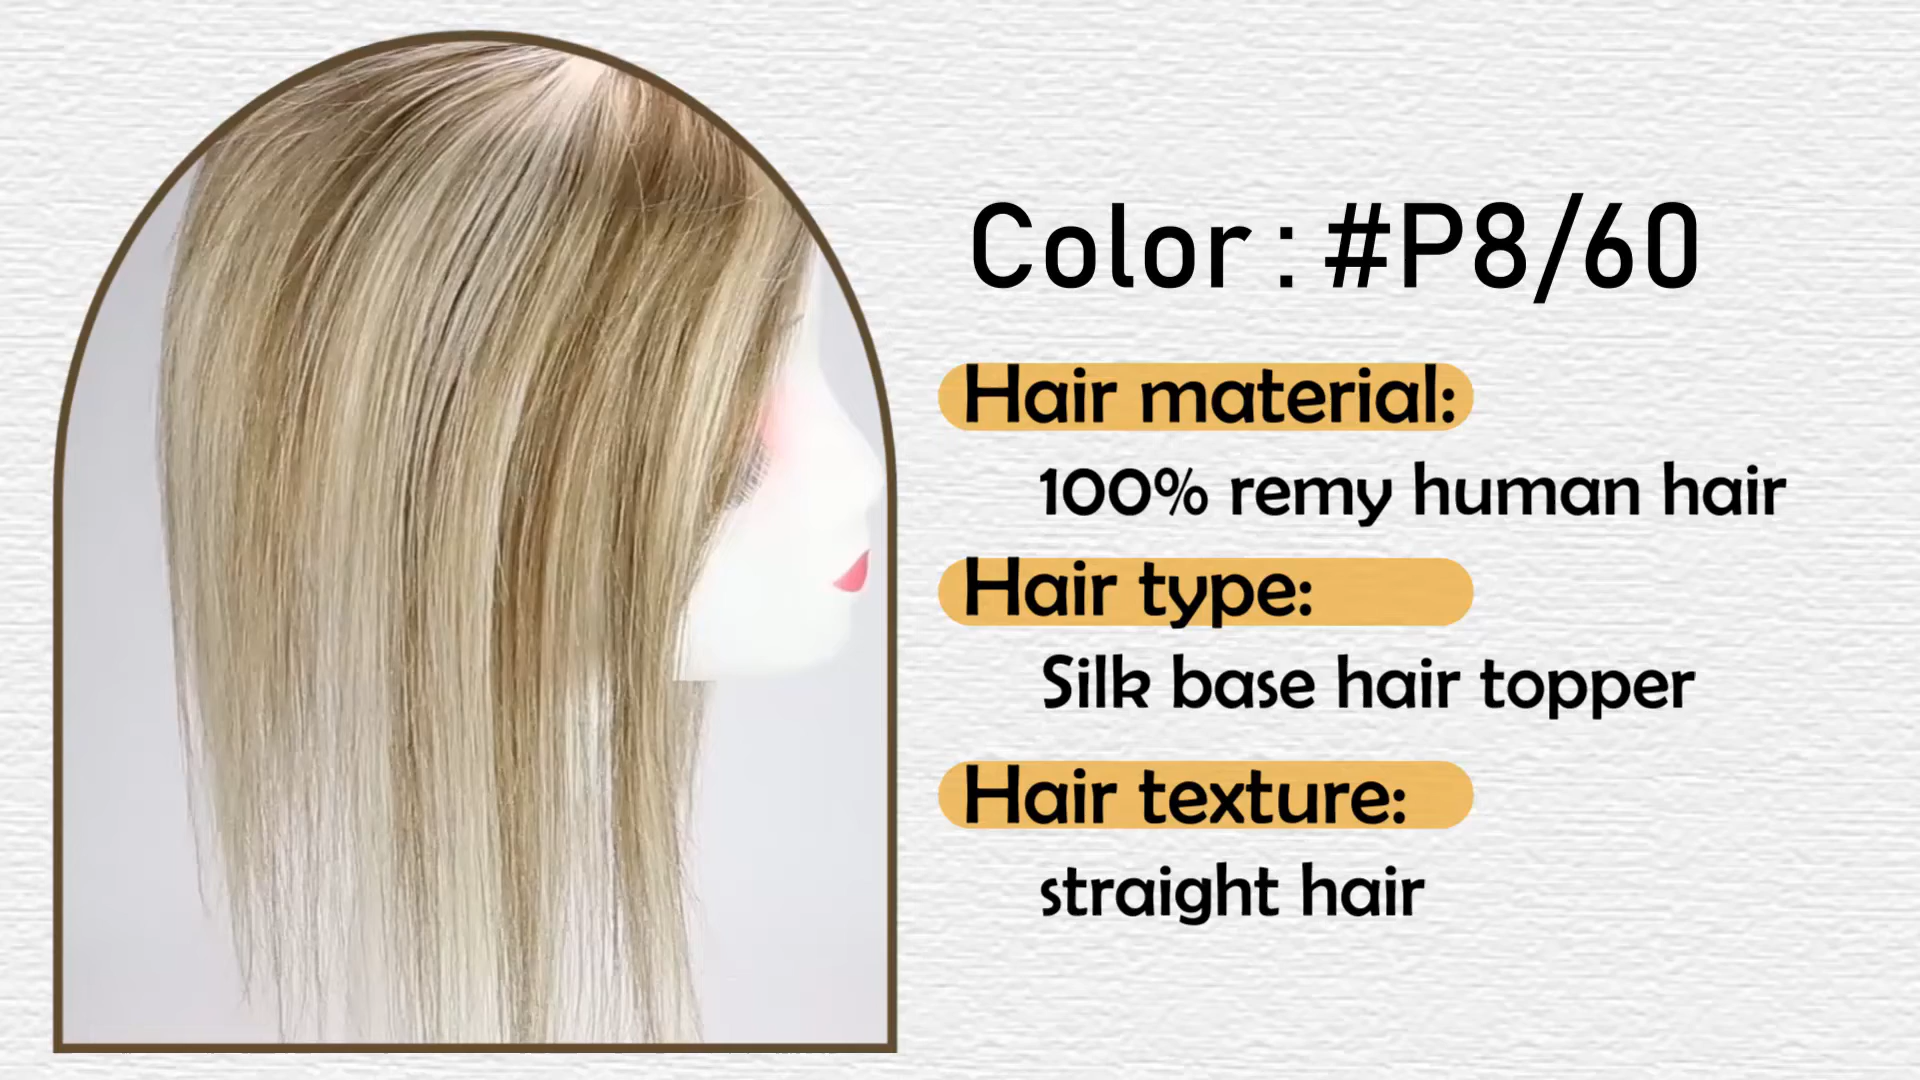 Color : #P8/60
Hair material:
100% remy human hair
Hair type:
Silk base hair topper
Hair texture:
straight hair